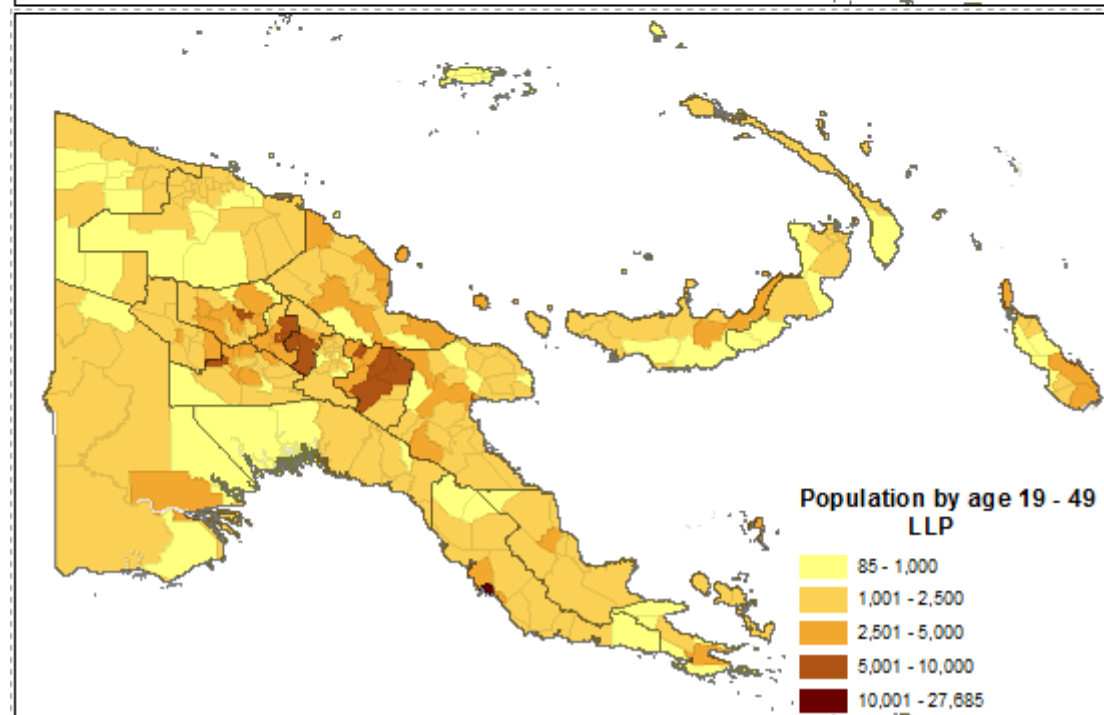 Population by age 19 - 49
LLP
85 - 1,000
1,001 - 2,500
2,501 - 5,000
5,001 - 10,000
10,001 - 27,685